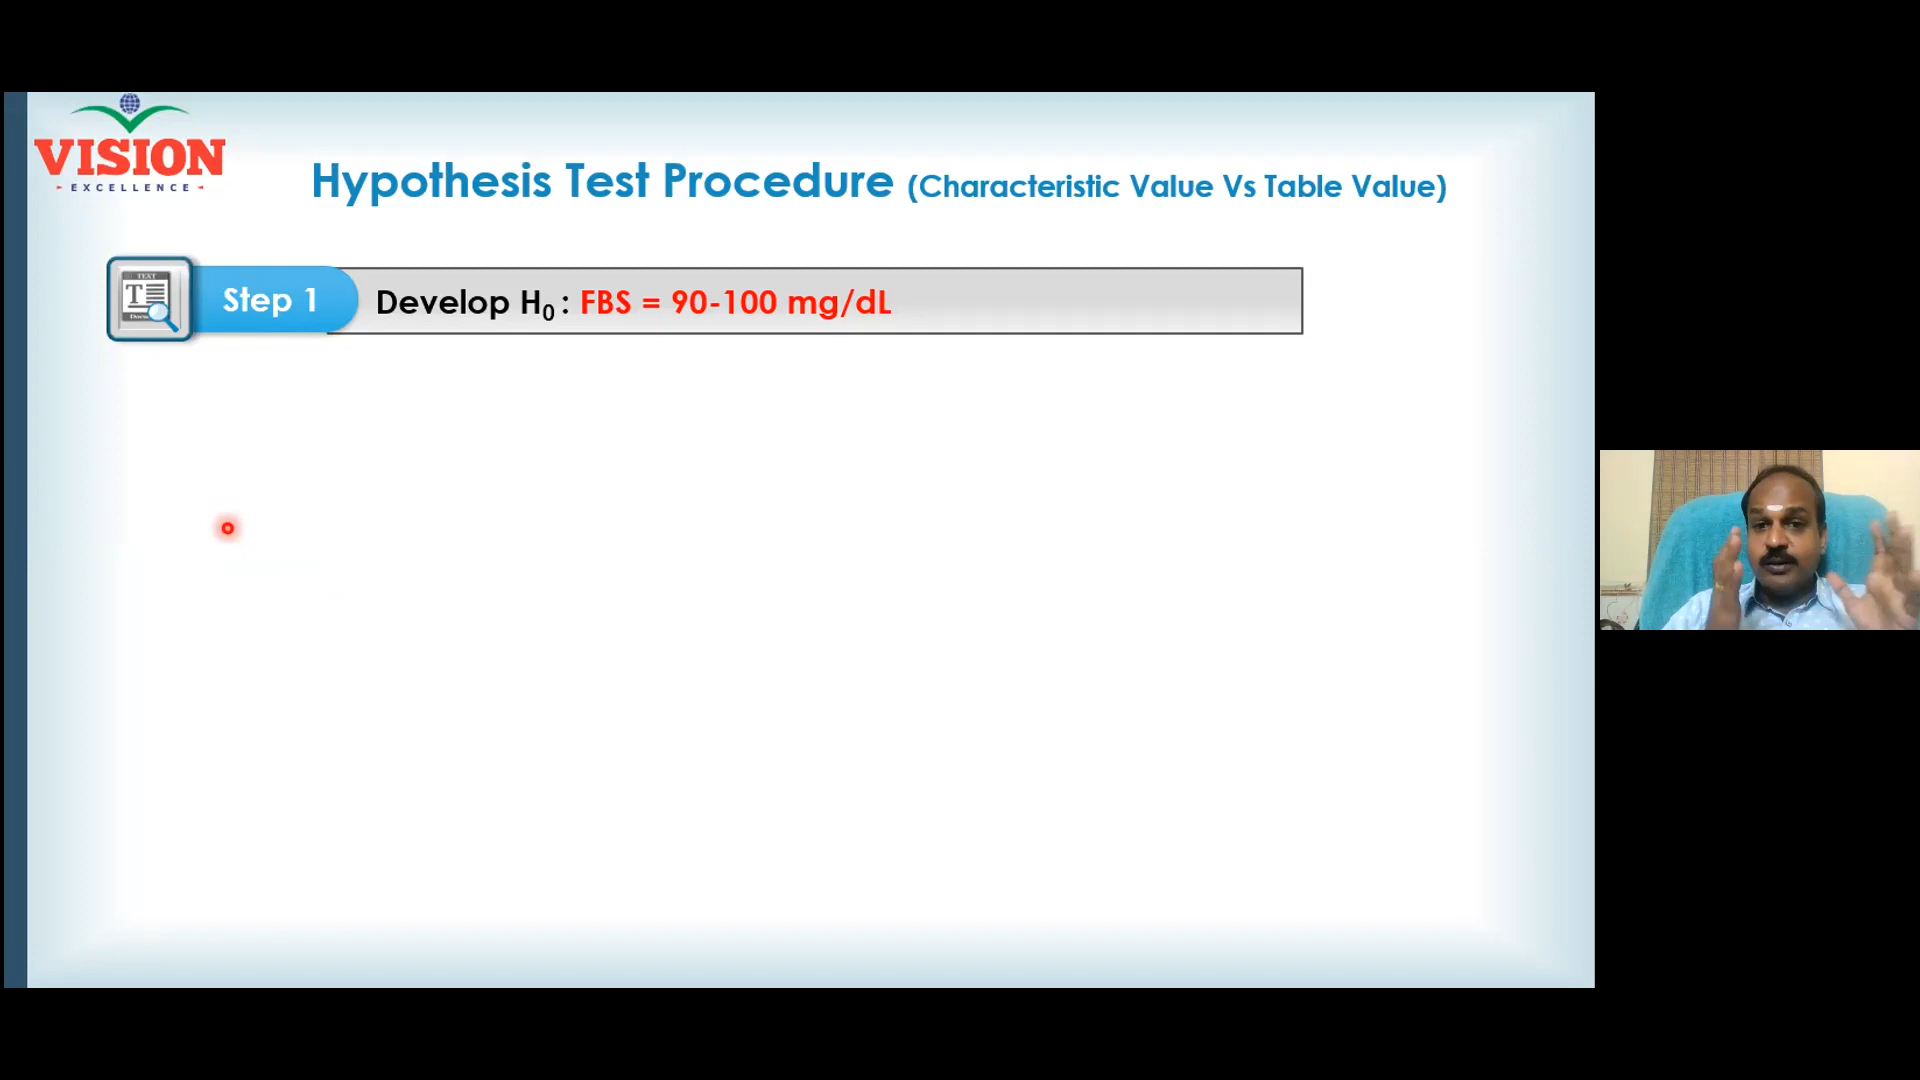 VISION
EXCELLENCE
Hypothesis Test Procedure (Characteristic Value Vs Table Value)
TEXT
T
Step 1
Develop H₀ : FBS = 90-100 mg/dL